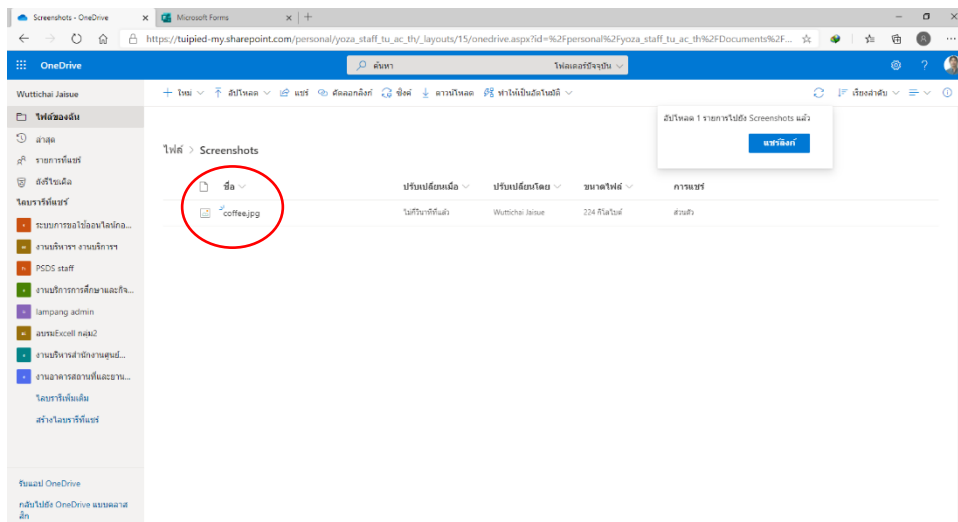 Screenshots - OneDrive
Microsoft Forms
https://tuipied-my.sharepoint.com/personal/yoza_staff_tu_ac_th/_layouts/15/onedrive.aspx?id=%2Fpersonal%2Fyoza_staff_tu_ac_th%2FDocuments%2F...
OneDrive
ค้นหา
โฟลเดอร์ปัจจุบัน
Wuttichai Jaisue
ใหม่ อัปโหลด แชร์ คัดลอกลิงก์ ซิงค์ ดาวน์โหลด ทำให้เป็นอัตโนมัติ
เรียงลำดับ
ไฟล์ของฉัน
ล่าสุด
รายการที่แชร์
ถังรีไซเคิล
ไลบรารีที่แชร์
ระบบการขอใช้ออนไลน์กอ...
งานบริหารฯ งานบริการฯ
PSDS staff
งานบริการการศึกษาและกิจ...
lampang admin
อบรมExcell กลุ่ม2
งานบริหารสำนักงานศูนย์...
งานอาคารสถานที่และยาน...
ไลบรารีเพิ่มเติม
สร้างไลบรารีที่แชร์
รับแอป OneDrive
กลับไปยัง OneDrive แบบคลาส
สิก
อัปโหลด 1 รายการไปยัง Screenshots แล้ว
แชร์ลิงก์
ไฟล์ > Screenshots
ชื่อ ปรับเปลี่ยนเมื่อ ปรับเปลี่ยนโดย ขนาดไฟล์ การแชร์
coffee.jpg ไม่กี่วินาทีที่แล้ว Wuttichai Jaisue 224 กิโลไบต์ ส่วนตัว